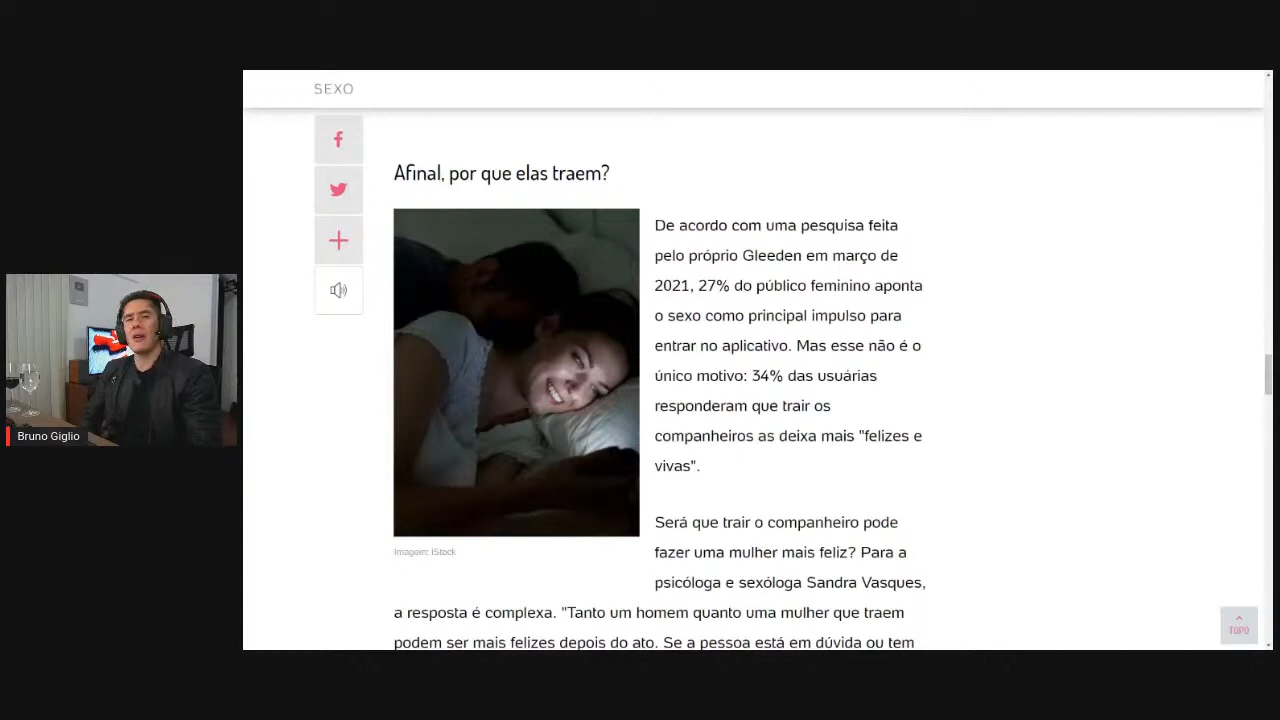 SEXO
Afinal, por que elas traem?
De acordo com uma pesquisa feita
pelo próprio Gleeden em março de
2021, 27% do público feminino aponta
o sexo como principal impulso para
entrar no aplicativo. Mas esse não é o
único motivo: 34% das usuárias
responderam que trair os
companheiros as deixa mais "felizes e
vivas".
Imagem: iStock
Será que trair o companheiro pode
fazer uma mulher mais feliz? Para a
psicóloga e sexóloga Sandra Vasques,
a resposta é complexa. "Tanto um homem quanto uma mulher que traem
podem ser mais felizes depois do ato. Se a pessoa está em dúvida ou tem
TOPO
Bruno Giglio